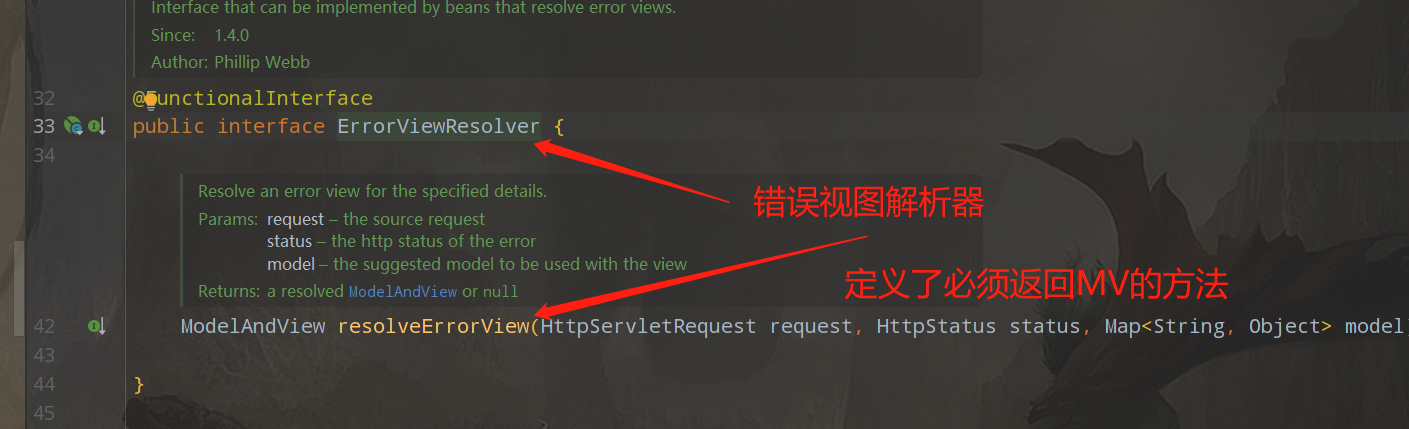 Interface that can be implemented by beans that resolve error views.
Since: 1.4.0
Author: Phillip Webb
32 @FunctionalInterface
33 public interface ErrorViewResolver {
34
Resolve an error view for the specified details.
错误视图解析器
Params: request – the source request
status – the http status of the error
model – the suggested model to be used with the view
定义了必须返回MV的方法
Returns: a resolved ModelAndView or null
42 ModelAndView resolveErrorView(HttpServletRequest request, HttpStatus status, Map<String, Object> model)
43
44 }
45